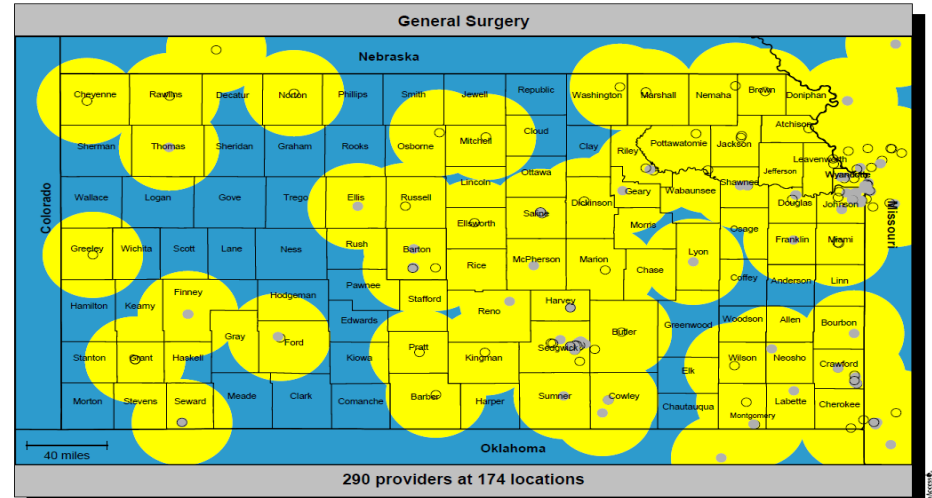 General Surgery
Nebraska
Cheyenne Rawlins Decatur Norton Phillips Smith Jewell Republic Washington Marshall Nemaha Brown Doniphan
Sherman Thomas Sheridan Graham Rooks Osborne Mitchell Cloud Clay Riley Pottawatomie Jackson Atchison
Jefferson Leavenworth Wyandotte
Wallace Logan Gove Trego Ellis Russell Lincoln Ottawa Dickinson Geary Wabaunsee Shawnee Douglas Johnson
Colorado
Missouri
Ellsworth Saline Morris Osage Franklin Miami
Greeley Wichita Scott Lane Ness Rush Barton Rice McPherson Marion Chase Lyon Coffey Anderson Linn
Hamilton Kearny Finney Hodgeman Pawnee Stafford Reno Harvey
Gray Ford Edwards Pratt Kingman Sedgwick Butler Greenwood Woodson Allen Bourbon
Stanton Grant Haskell Kiowa Elk Wilson Neosho Crawford
Morton Stevens Seward Meade Clark Comanche Barber Harper Sumner Cowley Chautauqua Montgomery Labette Cherokee
40 miles
Oklahoma
290 providers at 174 locations